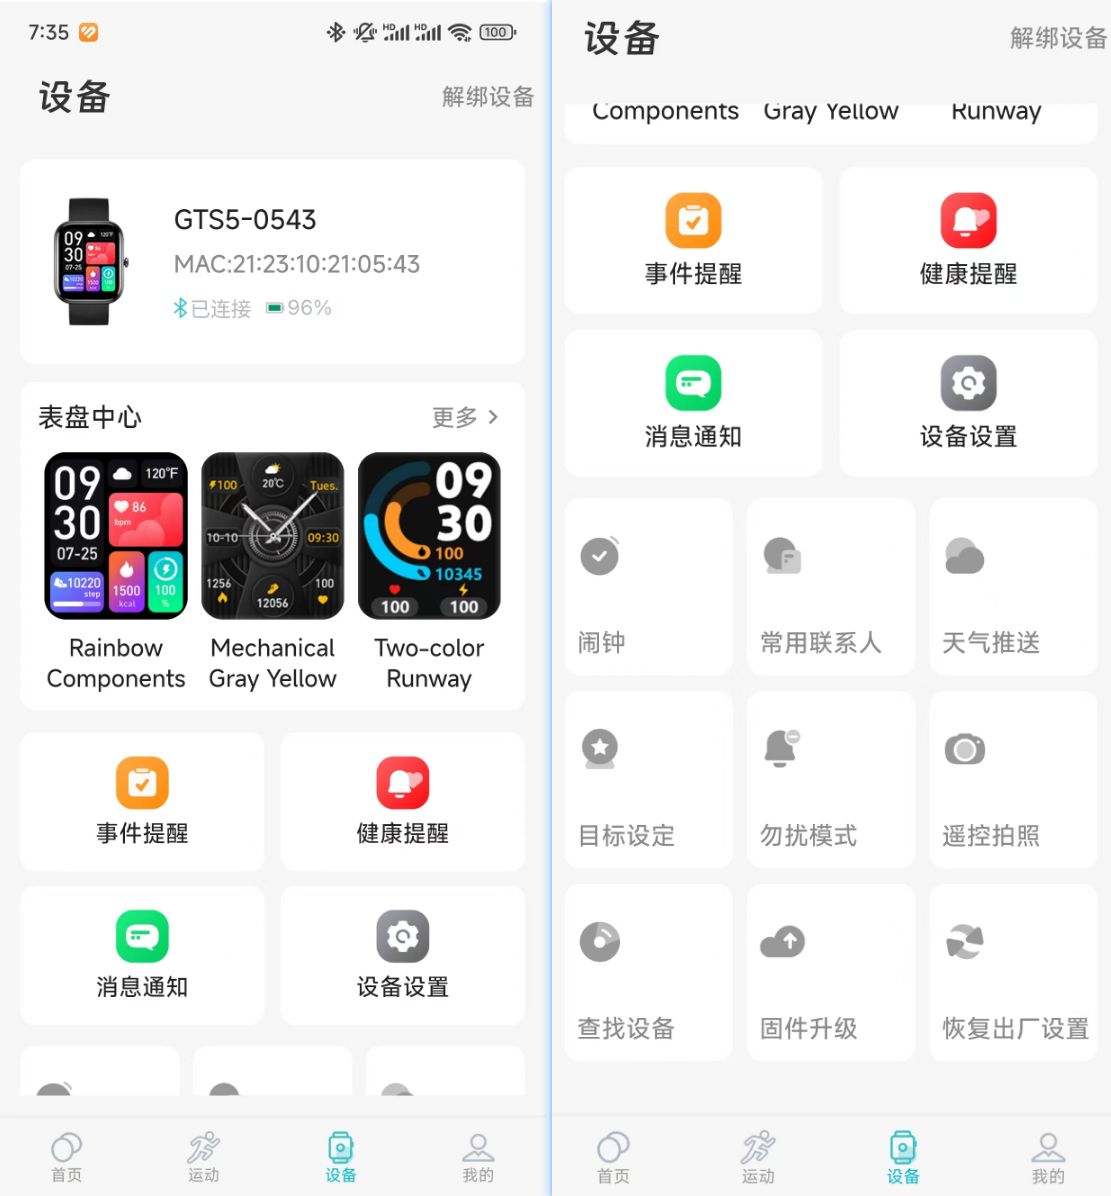 7:35
HD HD 100
设备
解绑设备
09
30
07-25
120°F
GTS5-0543
MAC:21:23:10:21:05:43
已连接 96%
表盘中心
更多
09
30
07-25
120°F
86
bpm
10220
step
1500
kcal
100
%
100
20°C
Tues.
10-10
09:30
1256
100
12056
09
30
100
10345
100
100
Rainbow
Components
Mechanical
Gray Yellow
Two-color
Runway
事件提醒
健康提醒
消息通知
设备设置
首页
运动
设备
我的
设备
解绑设备
Components
Gray Yellow
Runway
事件提醒
健康提醒
消息通知
设备设置
闹钟
常用联系人
天气推送
目标设定
勿扰模式
遥控拍照
查找设备
固件升级
恢复出厂设置
首页
运动
设备
我的